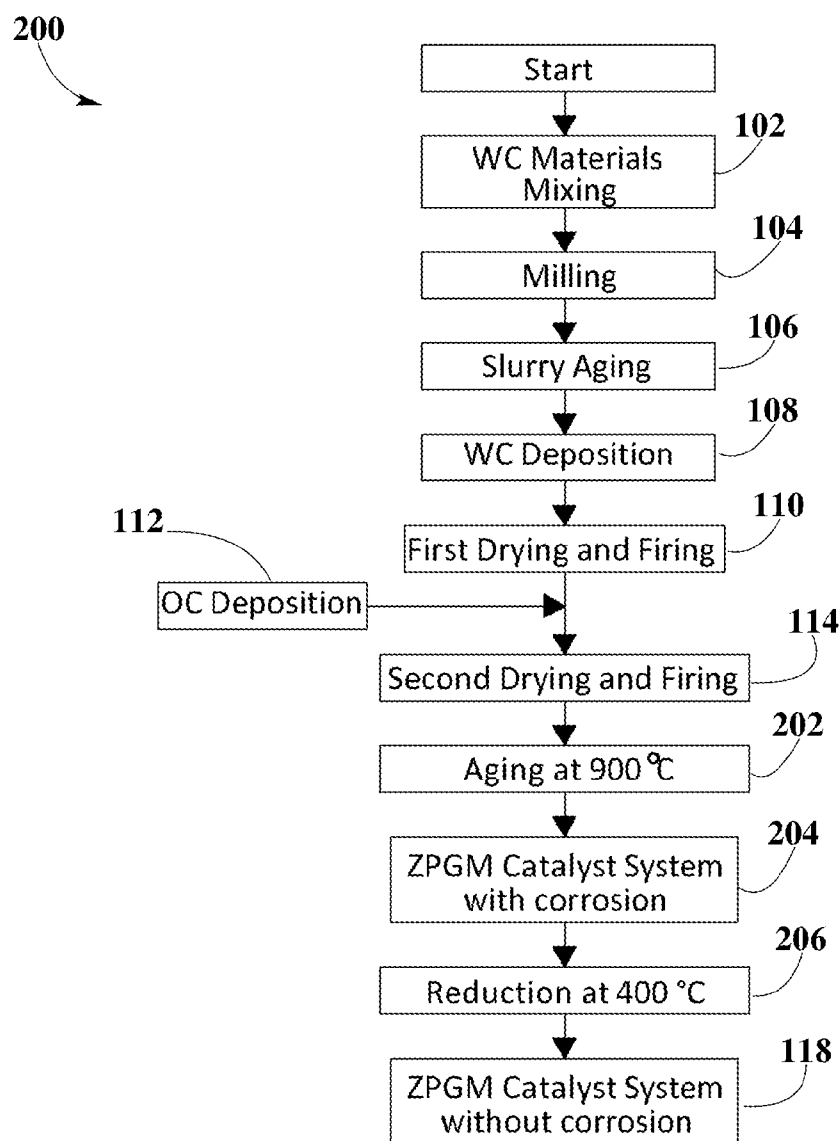 200
Start
102
WC Materials
Mixing
104
Milling
106
Slurry Aging
108
WC Deposition
110
First Drying and Firing
112
OC Deposition
114
Second Drying and Firing
202
Aging at 900 °C
204
ZPGM Catalyst System
with corrosion
206
Reduction at 400 °C
118
ZPGM Catalyst System
without corrosion